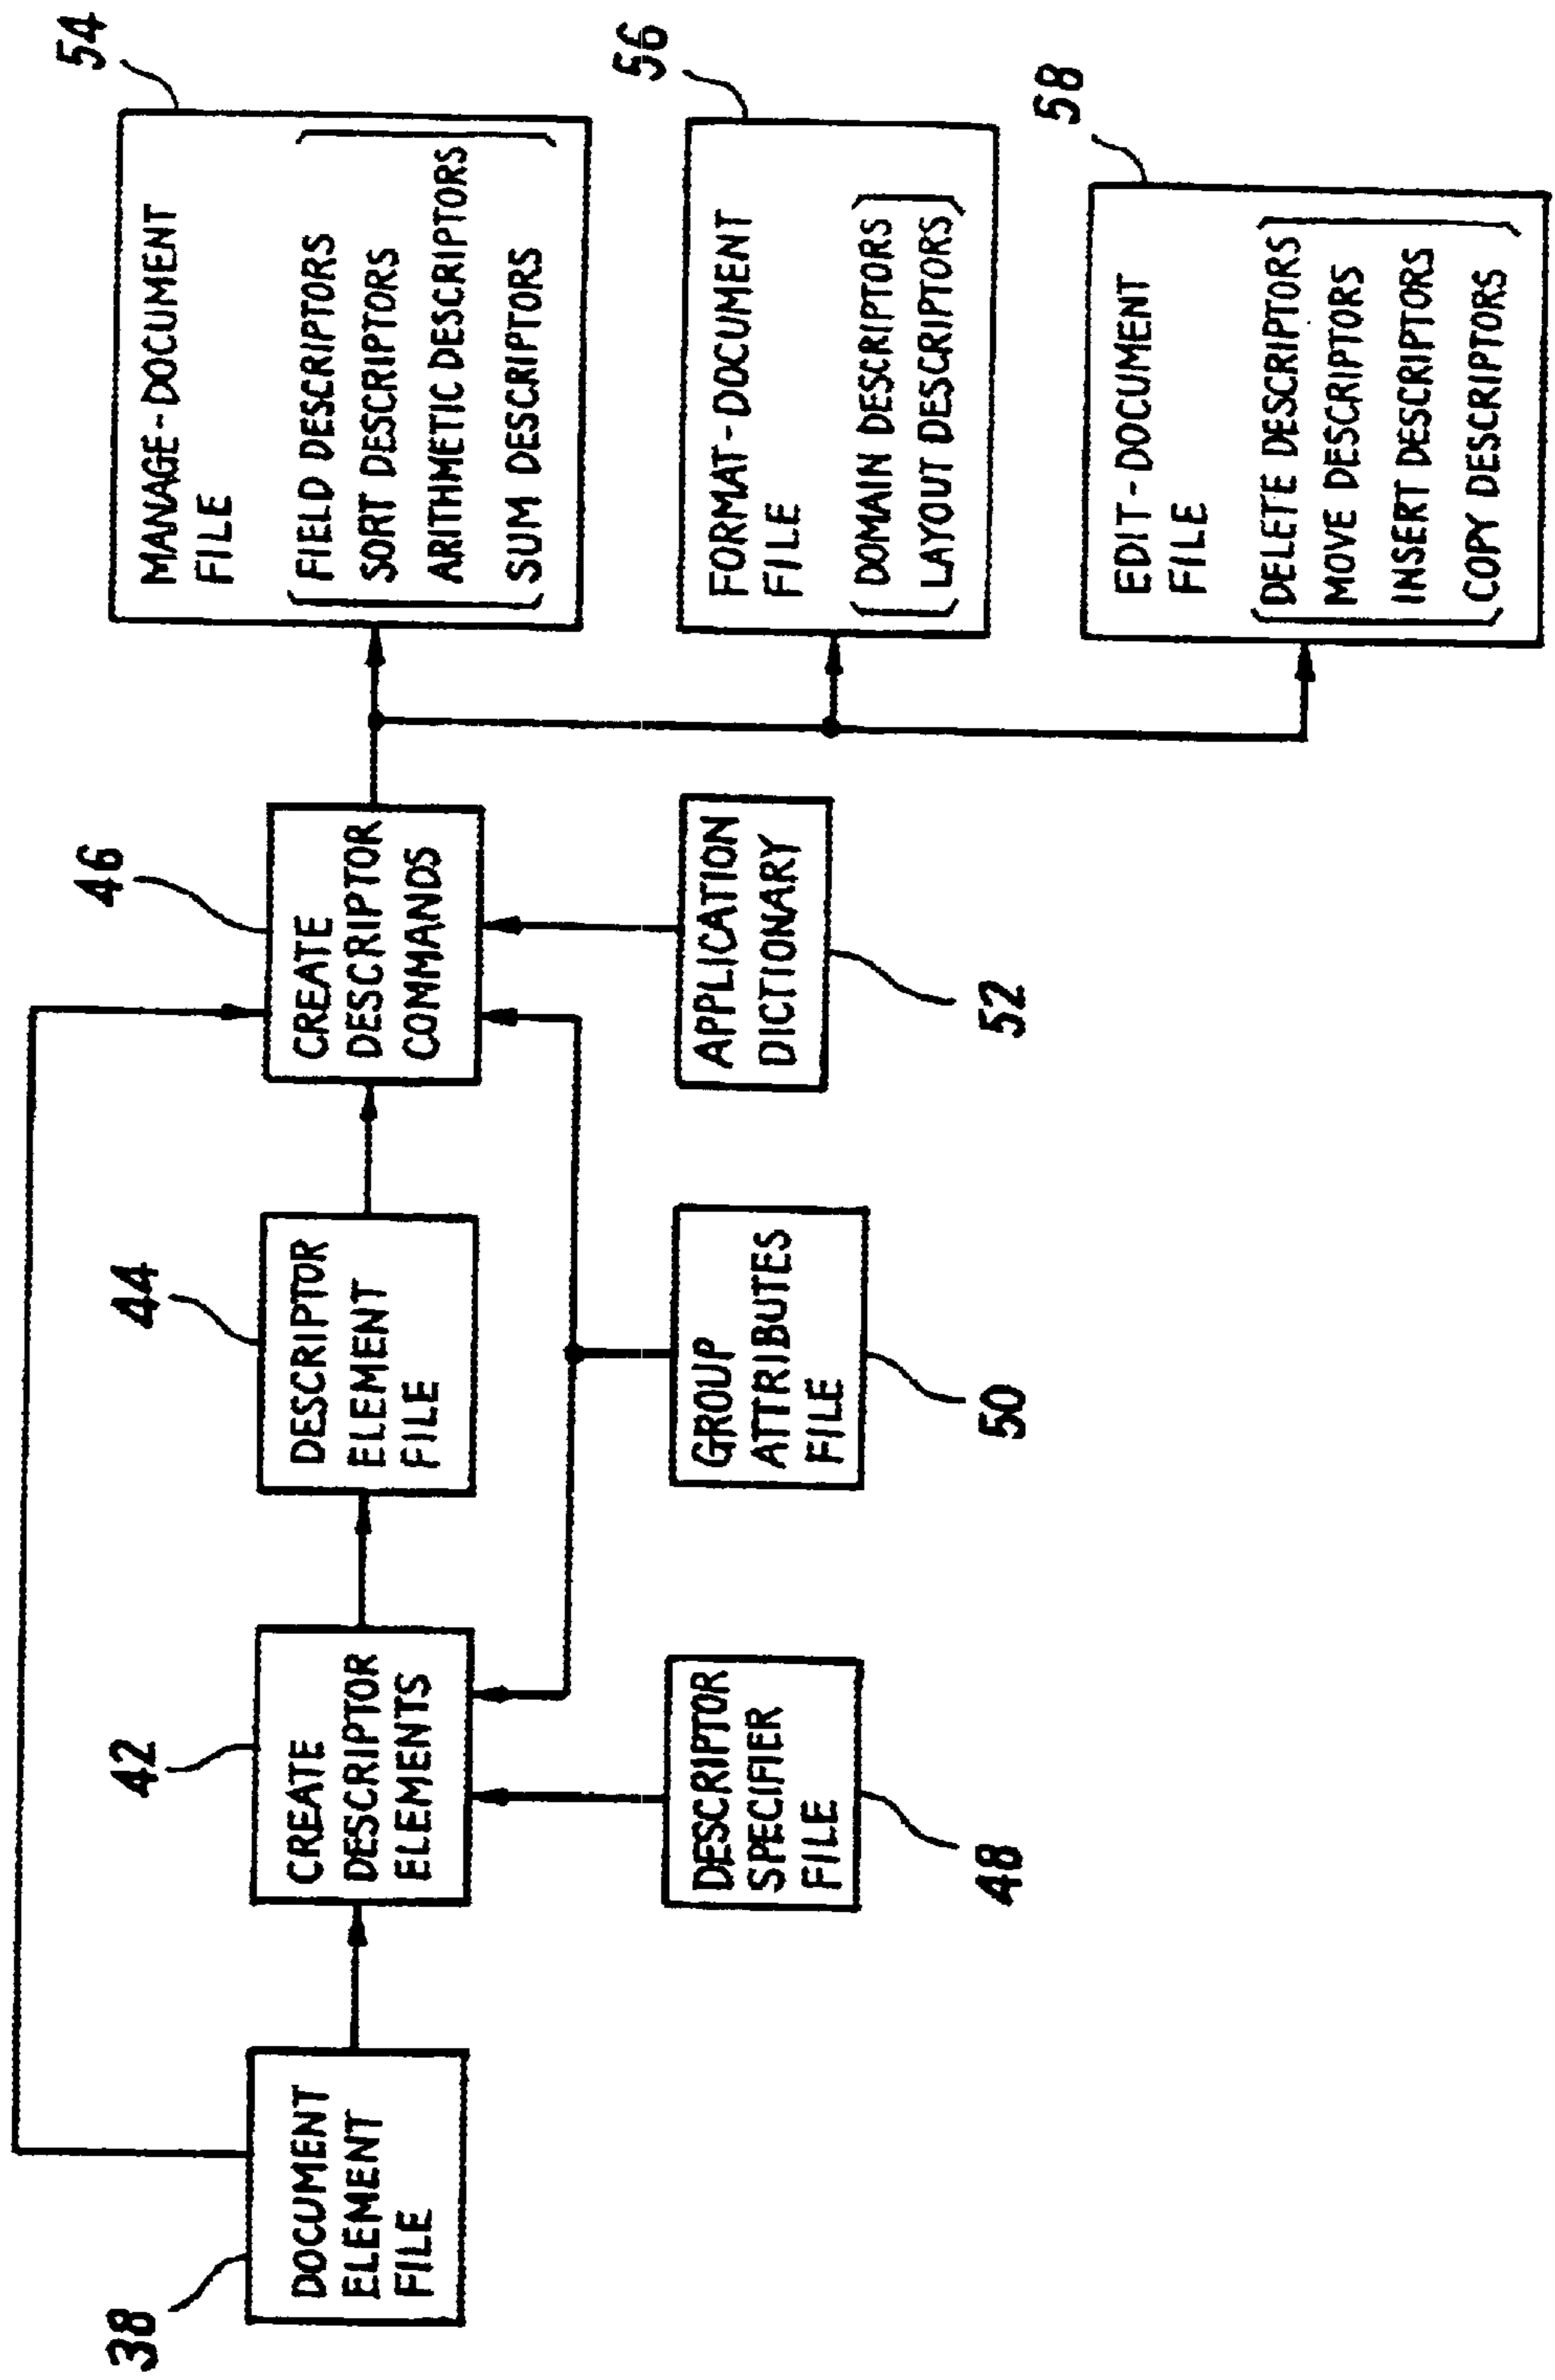 38
DOCUMENT
ELEMENT
FILE
42
CREATE
DESCRIPTOR
ELEMENTS
44
DESCRIPTOR
ELEMENT
FILE
46
CREATE
DESCRIPTOR
COMMANDS
DESCRIPTOR
SPECIFIER
FILE
48
GROUP
ATTRIBUTES
FILE
50
APPLICATION
DICTIONARY
52
54
MANAGE-DOCUMENT
FILE
FIELD DESCRIPTORS
SORT DESCRIPTORS
ARITHMETIC DESCRIPTORS
SUM DESCRIPTORS
56
FORMAT-DOCUMENT
FILE
DOMAIN DESCRIPTORS
LAYOUT DESCRIPTORS
58
EDIT-DOCUMENT
FILE
DELETE DESCRIPTORS
MOVE DESCRIPTORS
INSERT DESCRIPTORS
COPY DESCRIPTORS